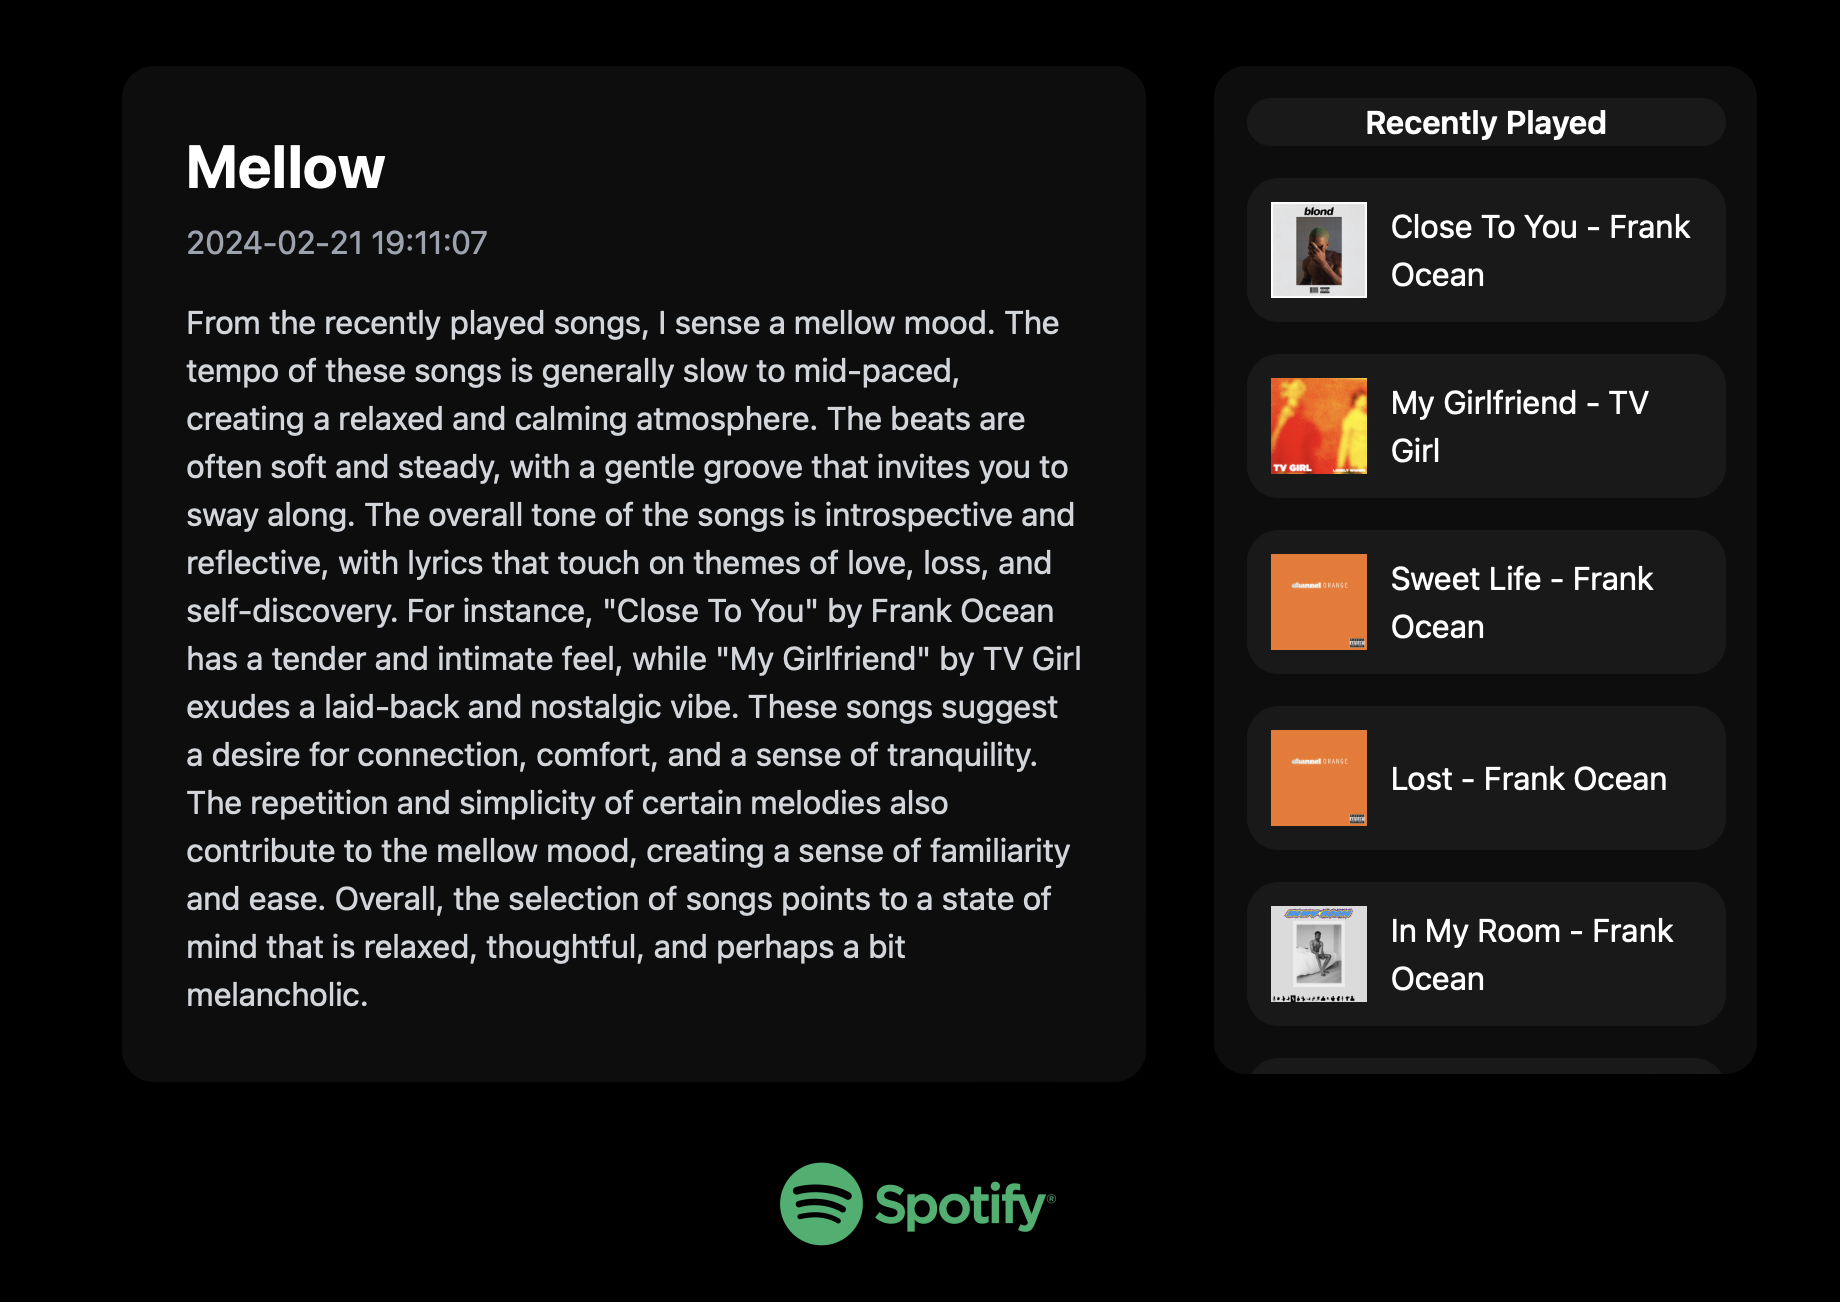 Mellow
2024-02-21 19:11:07
From the recently played songs, I sense a mellow mood. The
tempo of these songs is generally slow to mid-paced,
creating a relaxed and calming atmosphere. The beats are
often soft and steady, with a gentle groove that invites you to
sway along. The overall tone of the songs is introspective and
reflective, with lyrics that touch on themes of love, loss, and
self-discovery. For instance, "Close To You" by Frank Ocean
has a tender and intimate feel, while "My Girlfriend" by TV Girl
exudes a laid-back and nostalgic vibe. These songs suggest
a desire for connection, comfort, and a sense of tranquility.
The repetition and simplicity of certain melodies also
contribute to the mellow mood, creating a sense of familiarity
and ease. Overall, the selection of songs points to a state of
mind that is relaxed, thoughtful, and perhaps a bit
melancholic.
Recently Played
blond
Close To You - Frank
Ocean
TV GIRL
My Girlfriend - TV
Girl
channel ORANGE
Sweet Life - Frank
Ocean
channel ORANGE
Lost - Frank Ocean
In My Room - Frank
Ocean
Spotify®